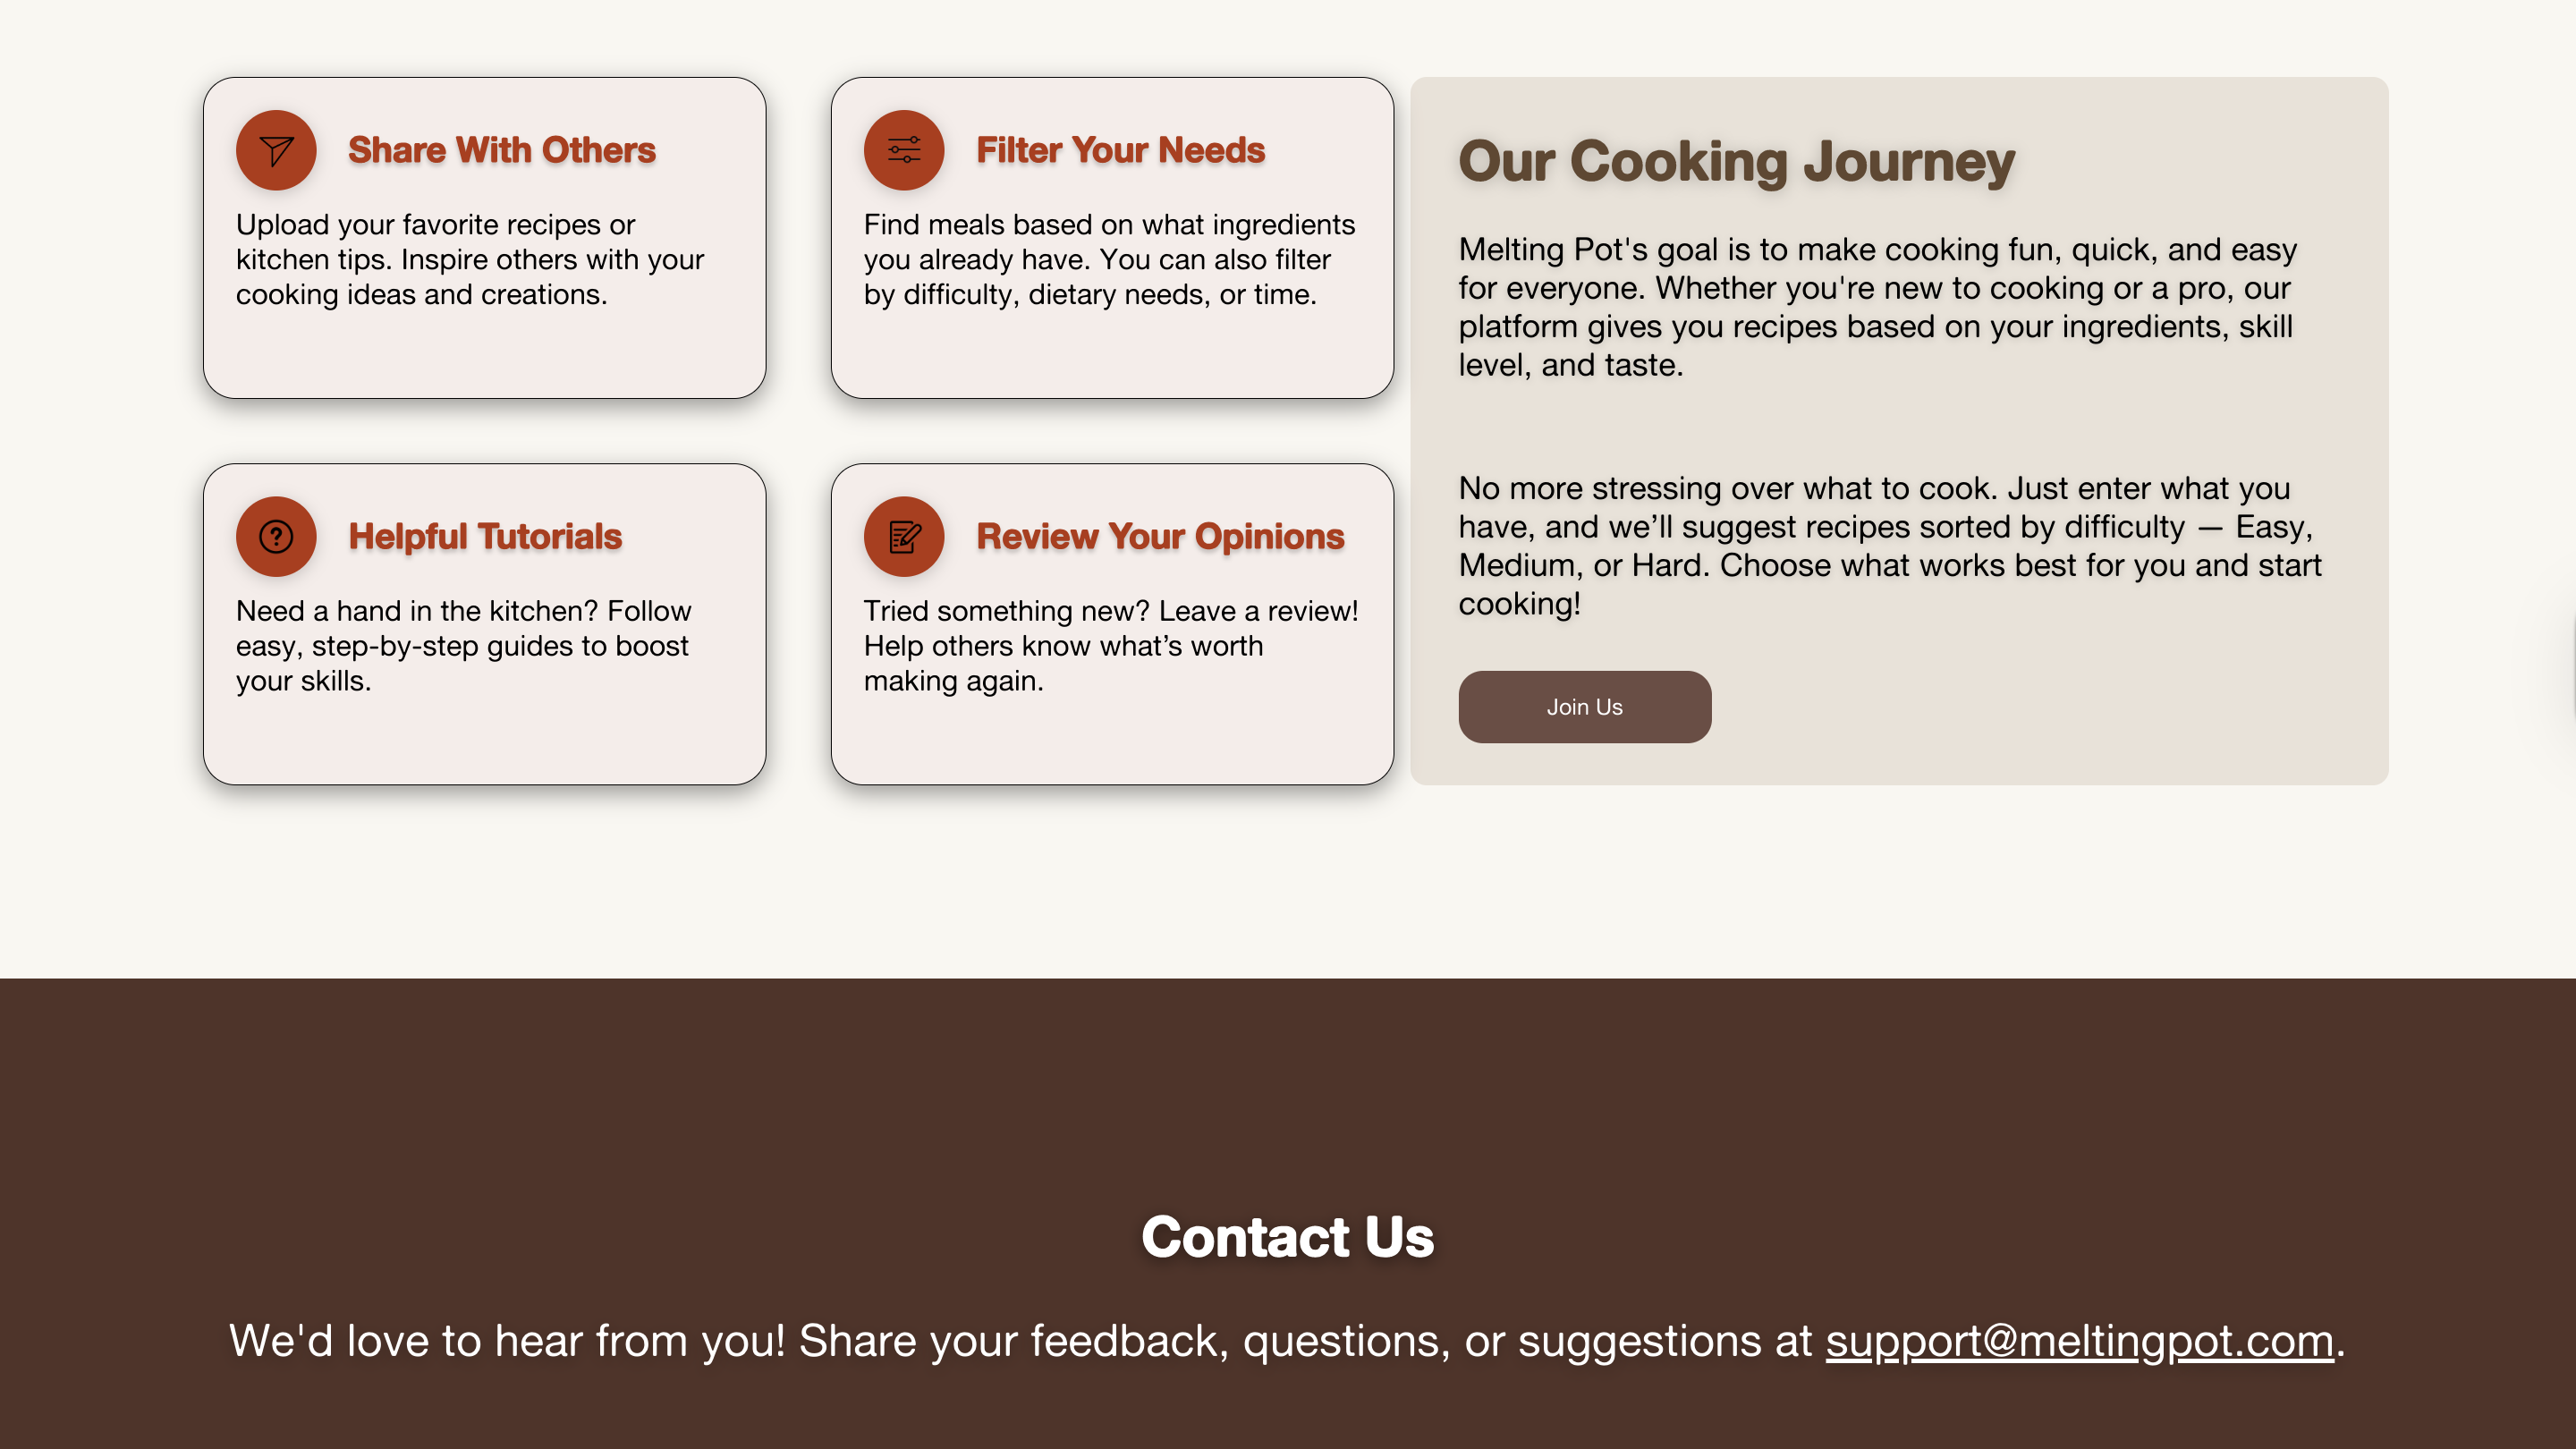 Share With Others
Upload your favorite recipes or
kitchen tips. Inspire others with your
cooking ideas and creations.
Filter Your Needs
Find meals based on what ingredients
you already have. You can also filter
by difficulty, dietary needs, or time.
Helpful Tutorials
Need a hand in the kitchen? Follow
easy, step-by-step guides to boost
your skills.
Review Your Opinions
Tried something new? Leave a review!
Help others know what’s worth
making again.
Our Cooking Journey
Melting Pot's goal is to make cooking fun, quick, and easy
for everyone. Whether you're new to cooking or a pro, our
platform gives you recipes based on your ingredients, skill
level, and taste.
No more stressing over what to cook. Just enter what you
have, and we’ll suggest recipes sorted by difficulty — Easy,
Medium, or Hard. Choose what works best for you and start
cooking!
Join Us
Contact Us
We'd love to hear from you! Share your feedback, questions, or suggestions at support@meltingpot.com.